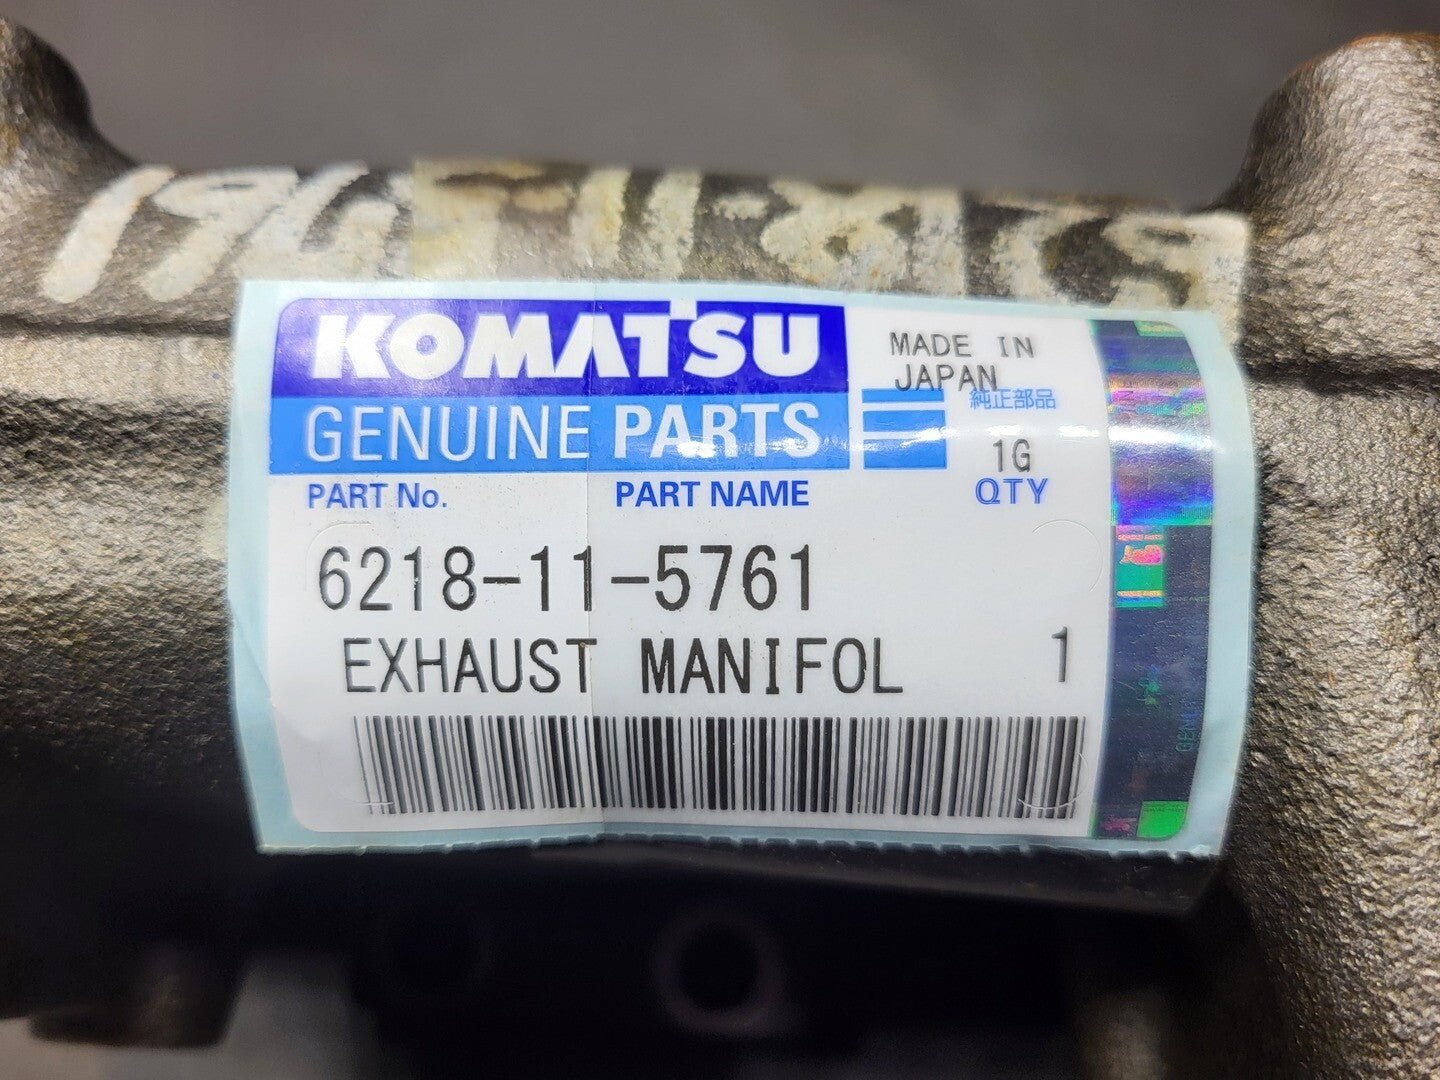 KOMATSU
GENUINE PARTS
MADE IN
JAPAN
純正部品
1G
QTY
PART No.
PART NAME
6218-11-5761
EXHAUST MANIFOL
1